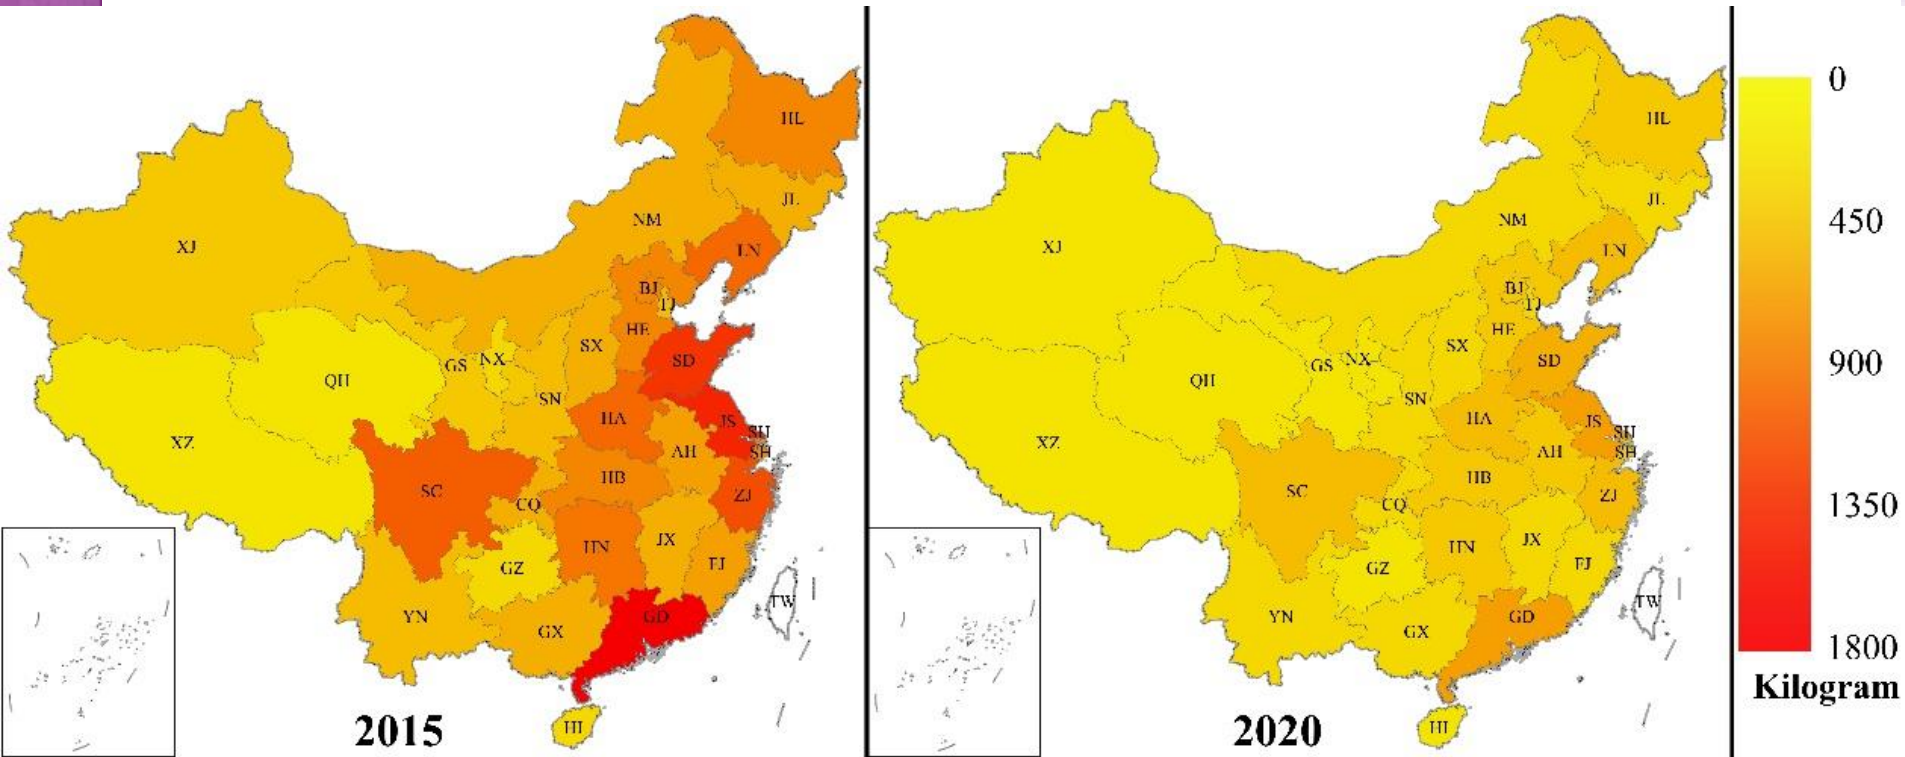 HL
JL
NM
LN
XJ
BJ
TJ
HE
SX
SD
GS
NX
QH
SN
HA
JS
SH
SH
XZ
AH
HB
SC
ZJ
CQ
HN
JX
GZ
FJ
TW
YN
GX
GD
HI
2015
HL
JL
NM
LN
XJ
BJ
TJ
HE
SX
SD
GS
NX
QH
SN
HA
JS
SH
SH
XZ
AH
HB
SC
ZJ
CQ
HN
JX
GZ
FJ
TW
YN
GX
GD
HI
2020
0
450
900
1350
1800
Kilogram